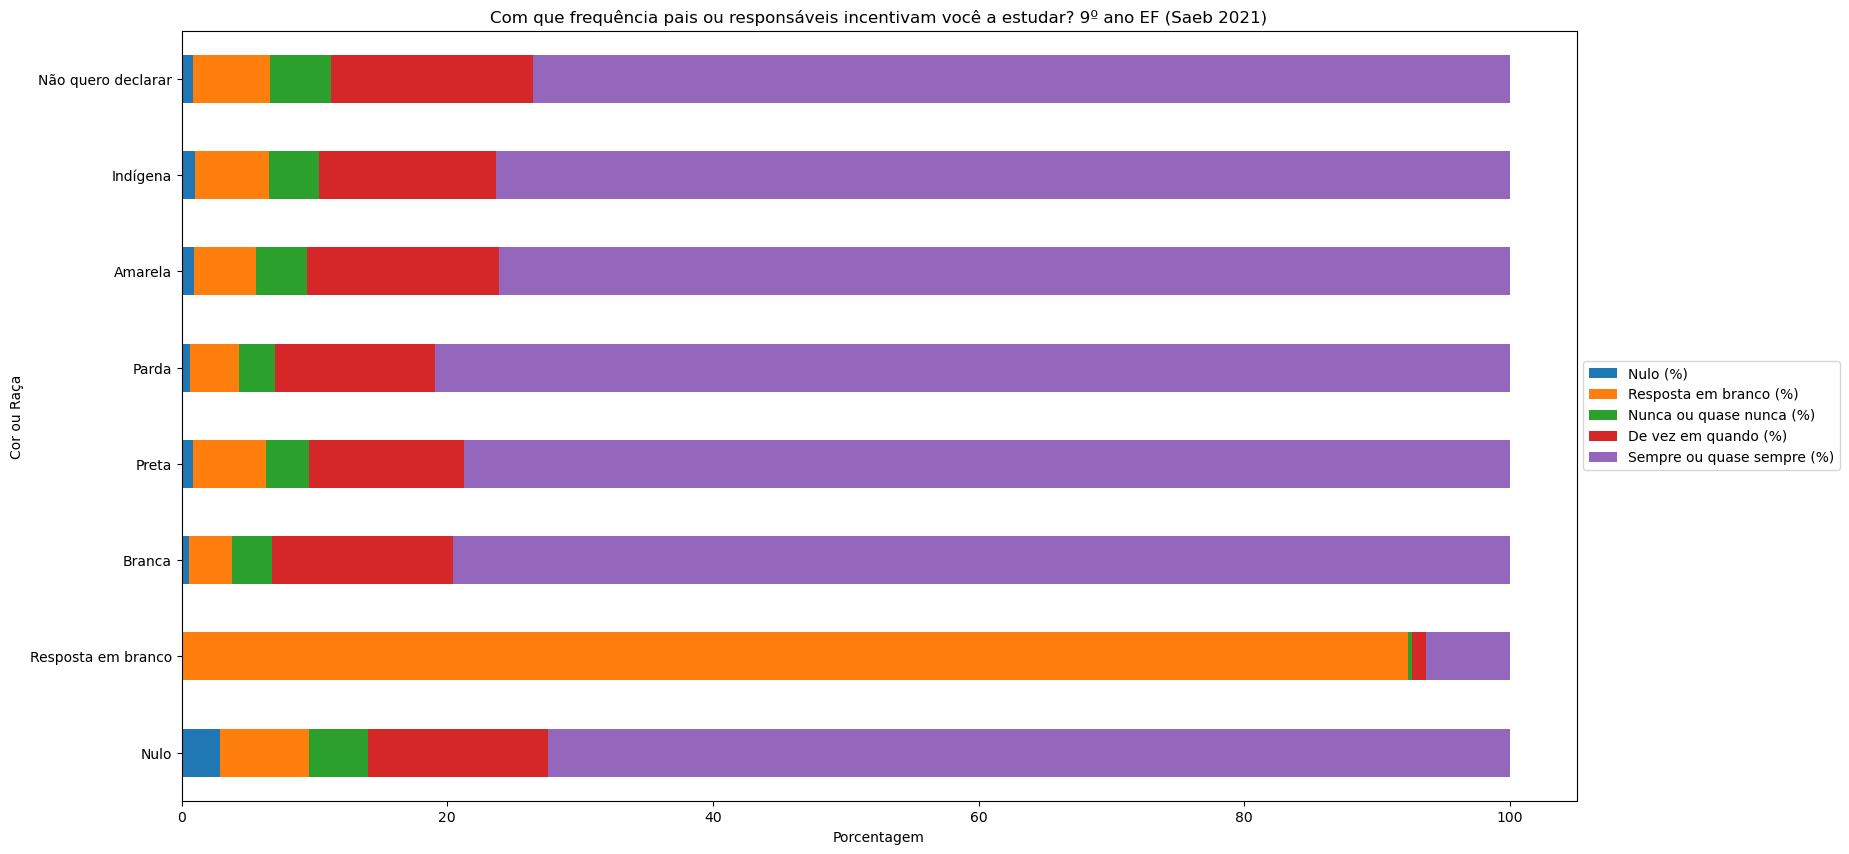 Com que frequência pais ou responsáveis incentivam você a estudar? 9º ano EF (Saeb 2021)
Cor ou Raça
Não quero declarar
Indígena
Amarela
Parda
Preta
Branca
Resposta em branco
Nulo
0 20 40 60 80 100
Porcentagem
Nulo (%)
Resposta em branco (%)
Nunca ou quase nunca (%)
De vez em quando (%)
Sempre ou quase sempre (%)